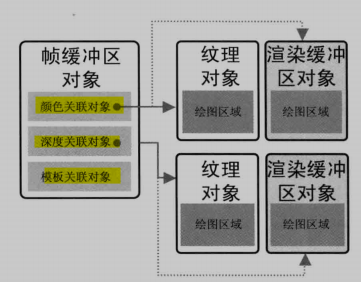 帧缓冲区
对象
颜色关联对象
深度关联对象
模板关联对象
纹理
对象
绘图区域
渲染缓冲
区对象
绘图区域
纹理
对象
绘图区域
渲染缓冲
区对象
绘图区域